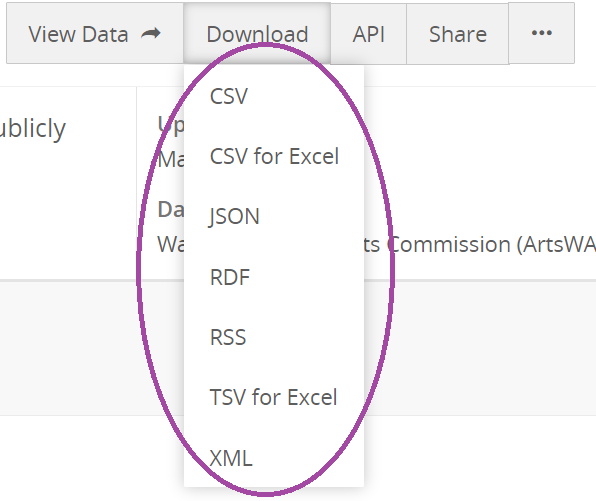 View Data Download API Share ...
ublicly
CSV
CSV for Excel
JSON
ts Commission (ArtsWA
RDF
RSS
TSV for Excel
XML